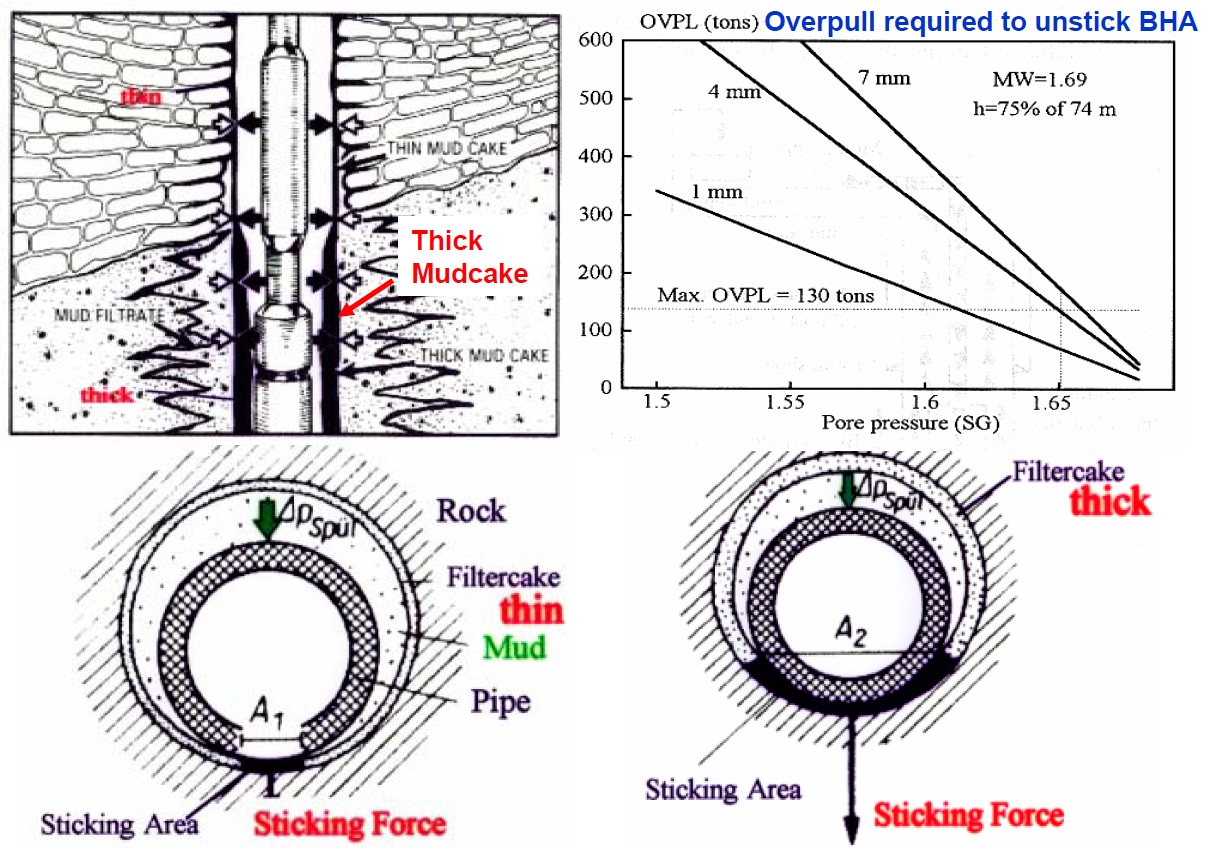 thin
THIN MUD CAKE
Thick
Mudcake
MUD FILTRATE
THICK MUD CAKE
thick
OVPL (tons) Overpull required to unstick BHA
600
500
400
300
200
100
0
7 mm
4 mm
1 mm
MW=1.69
h=75% of 74 m
Max. OVPL = 130 tons
1.5
1.55
1.6
1.65
Pore pressure (SG)
ΔpSpül
Rock
Filtercake
thin
Mud
Pipe
A1
Sticking Area
Sticking Force
ΔpSpül
Filtercake
thick
A2
Sticking Area
Sticking Force